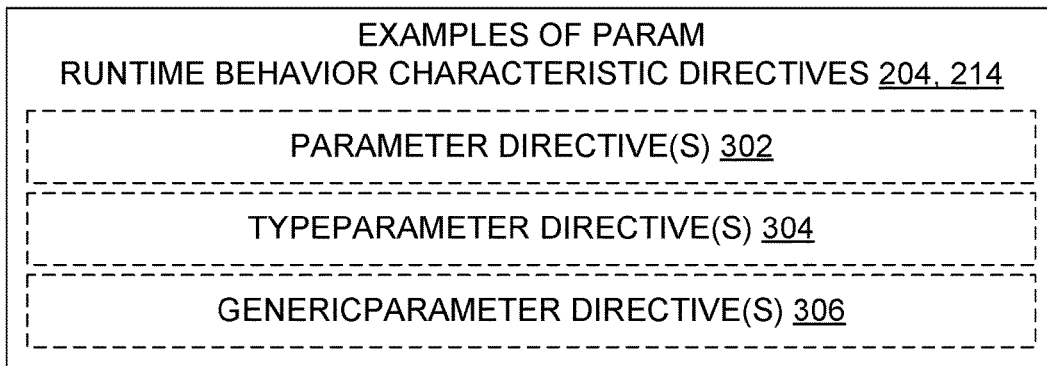 EXAMPLES OF PARAM
RUNTIME BEHAVIOR CHARACTERISTIC DIRECTIVES 204, 214
PARAMETER DIRECTIVE(S) 302
TYPEPARAMETER DIRECTIVE(S) 304
GENERICPARAMETER DIRECTIVE(S) 306